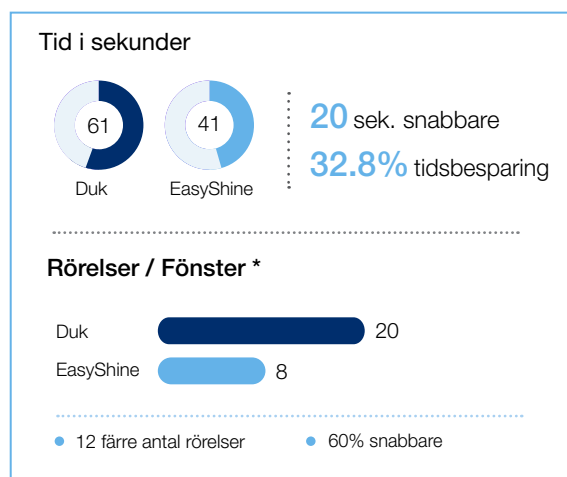 Tid i sekunder
61
41
Duk
EasyShine
20 sek. snabbare
32.8% tidsbesparing
Rörelser / Fönster *
Duk
20
EasyShine
8
12 färre antal rörelser
60% snabbare